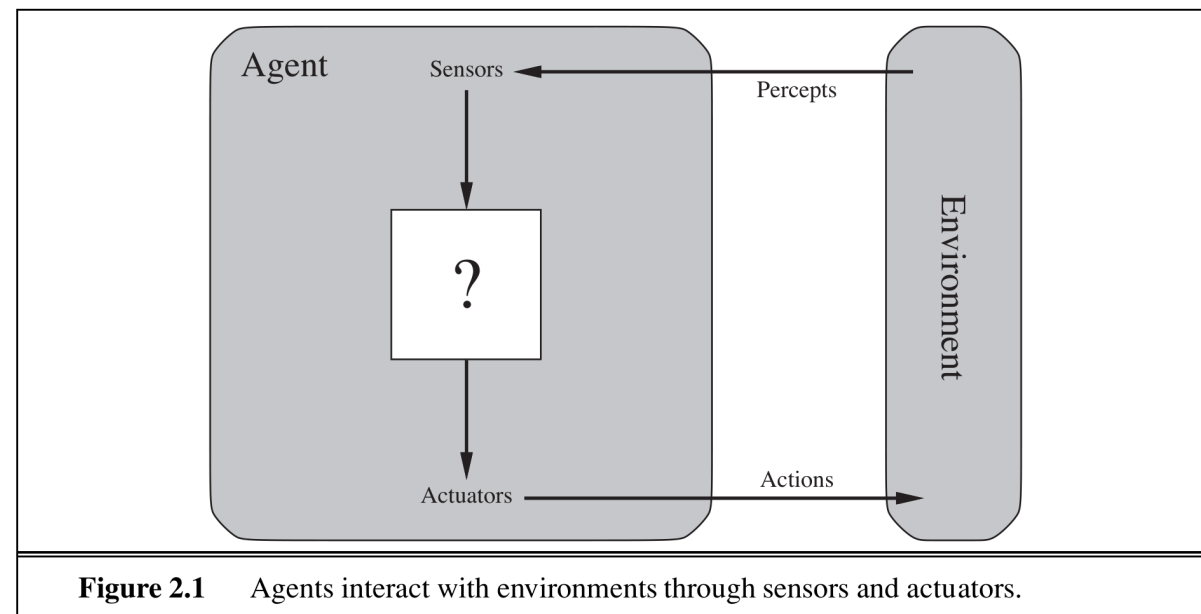 Agent
Sensors
Percepts
Environment
?
Actuators
Actions
Figure 2.1 Agents interact with environments through sensors and actuators.